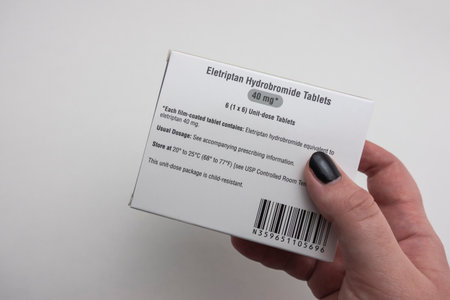 Eletriptan Hydrobromide Tablets
40 mg*
6 (1 x 6) Unit-dose Tablets
*Each film-coated tablet contains: Eletriptan hydrobromide equivalent to
eletriptan 40 mg.
Usual Dosage: See accompanying prescribing information.
Store at 20° to 25°C (68° to 77°F) [see USP Controlled Room
This unit-dose package is child-resistant.
N359651105696